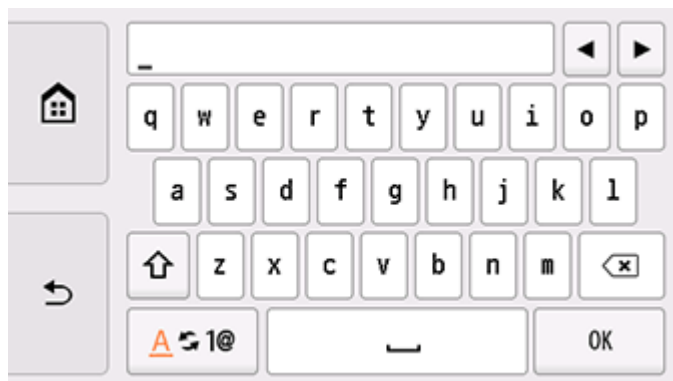 _
q w e r t y u i o p
a s d f g h j k l
z x c v b n m
A 1@ OK